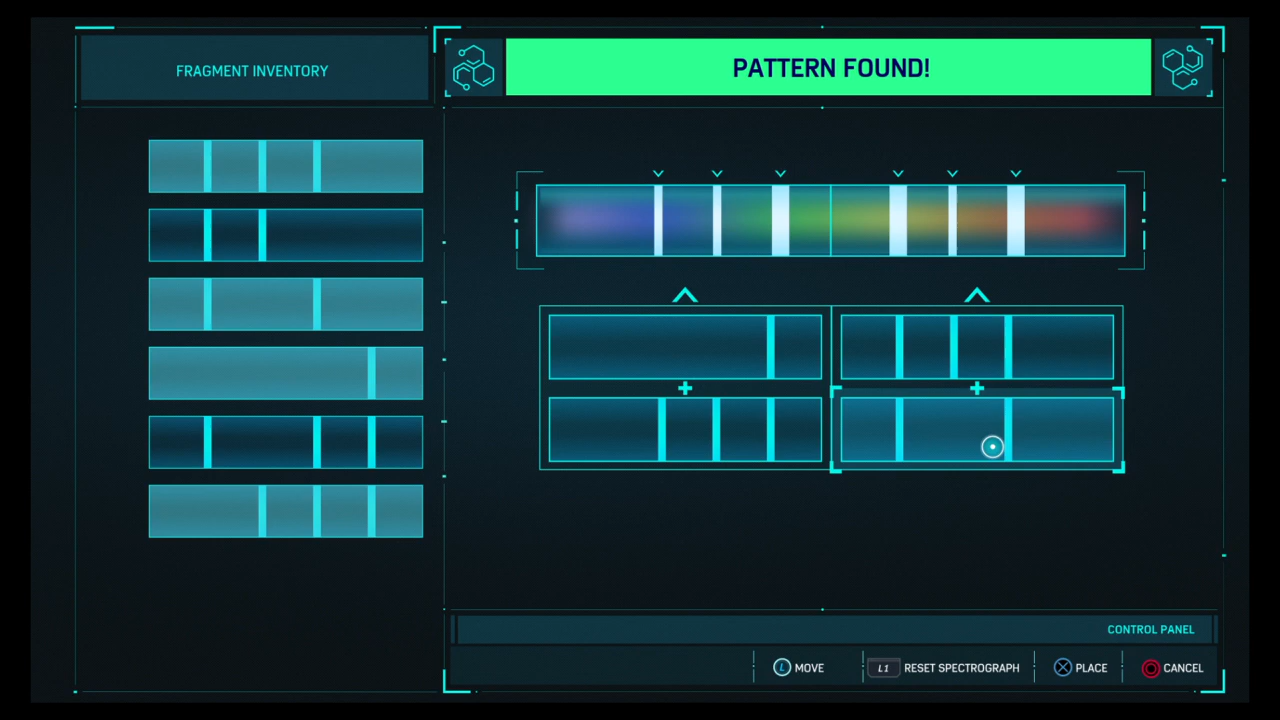 FRAGMENT INVENTORY
PATTERN FOUND!
CONTROL PANEL
L MOVE
L1 RESET SPECTROGRAPH
PLACE
CANCEL